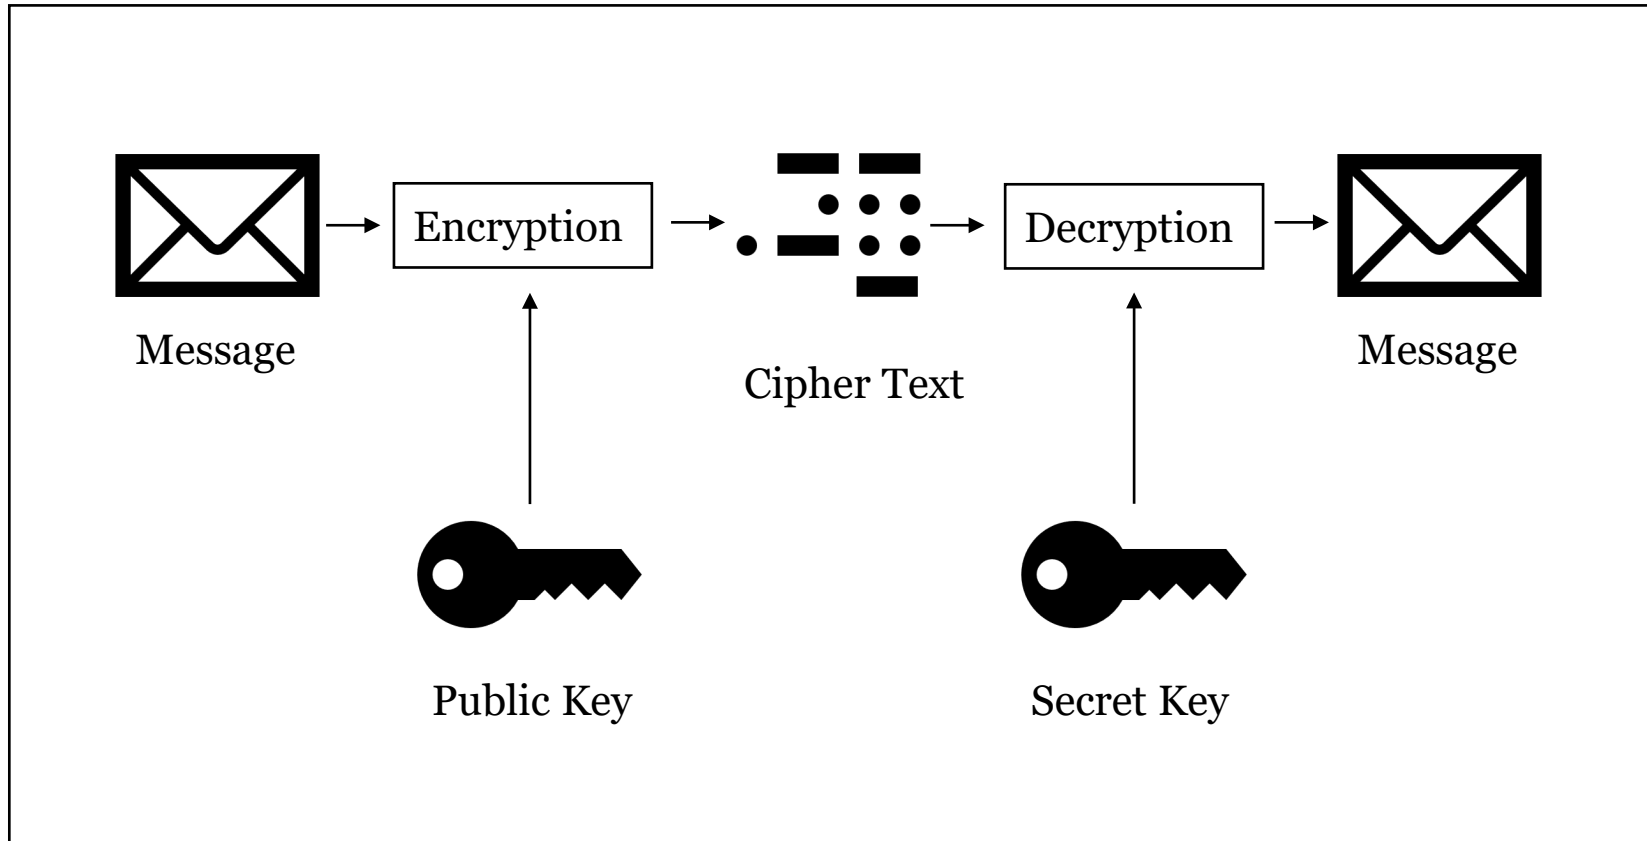 Encryption
Decryption
Message
Message
Cipher Text
Public Key
Secret Key